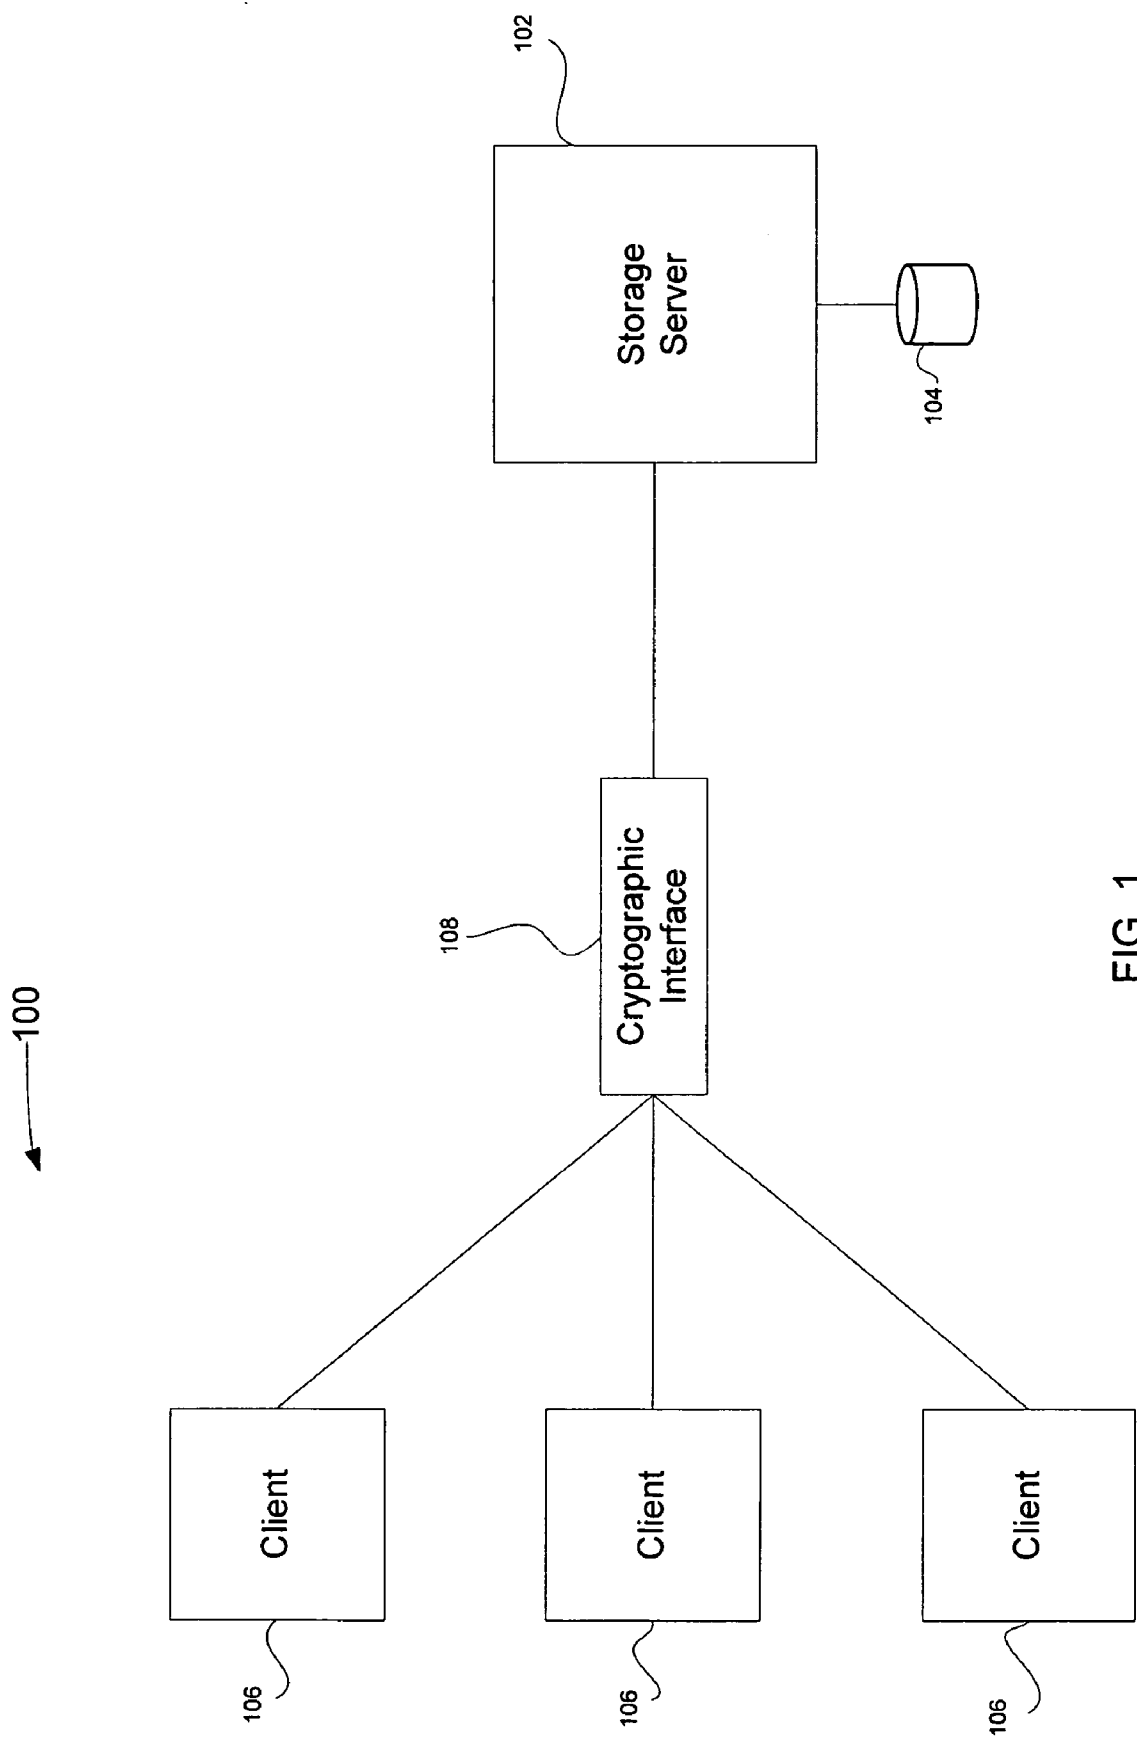 100
106
Client
106
Client
106
Client
108
Cryptographic
Interface
102
Storage
Server
104
FIG. 1